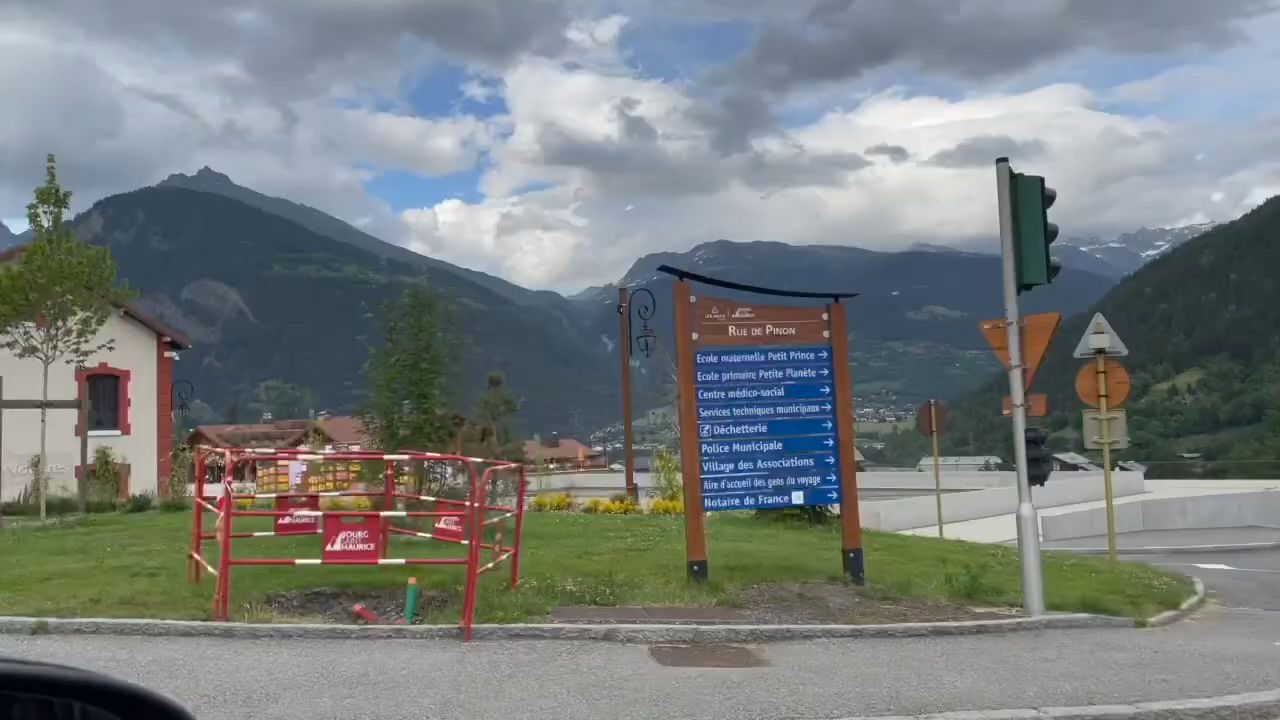 RUE DE PINON
Ecole maternelle Petit Prince
Ecole primaire Petite Planète
Centre médico-social
Services techniques municipaux
Déchetterie
Police Municipale
Village des Associations
Aire d'accueil des gens du voyage
Notaire de France
Notaires
BOURG
SAINT
MAURICE